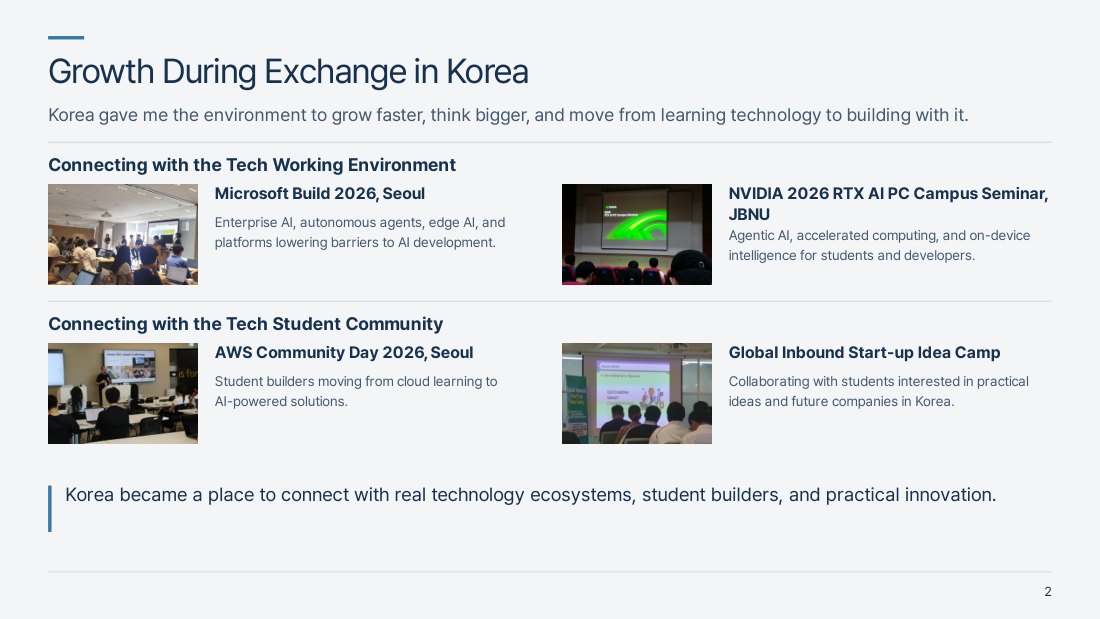 Growth During Exchange in Korea
Korea gave me the environment to grow faster, think bigger, and move from learning technology to building with it.
Connecting with the Tech Working Environment
Microsoft Build 2026, Seoul
Enterprise AI, autonomous agents, edge AI, and
platforms lowering barriers to AI development.
NVIDIA 2026 RTX AI PC Campus Seminar,
JBNU
Agentic AI, accelerated computing, and on-device
intelligence for students and developers.
Connecting with the Tech Student Community
AWS Community Day 2026, Seoul
Student builders moving from cloud learning to
AI-powered solutions.
Global Inbound Start-up Idea Camp
Collaborating with students interested in practical
ideas and future companies in Korea.
Korea became a place to connect with real technology ecosystems, student builders, and practical innovation.
2